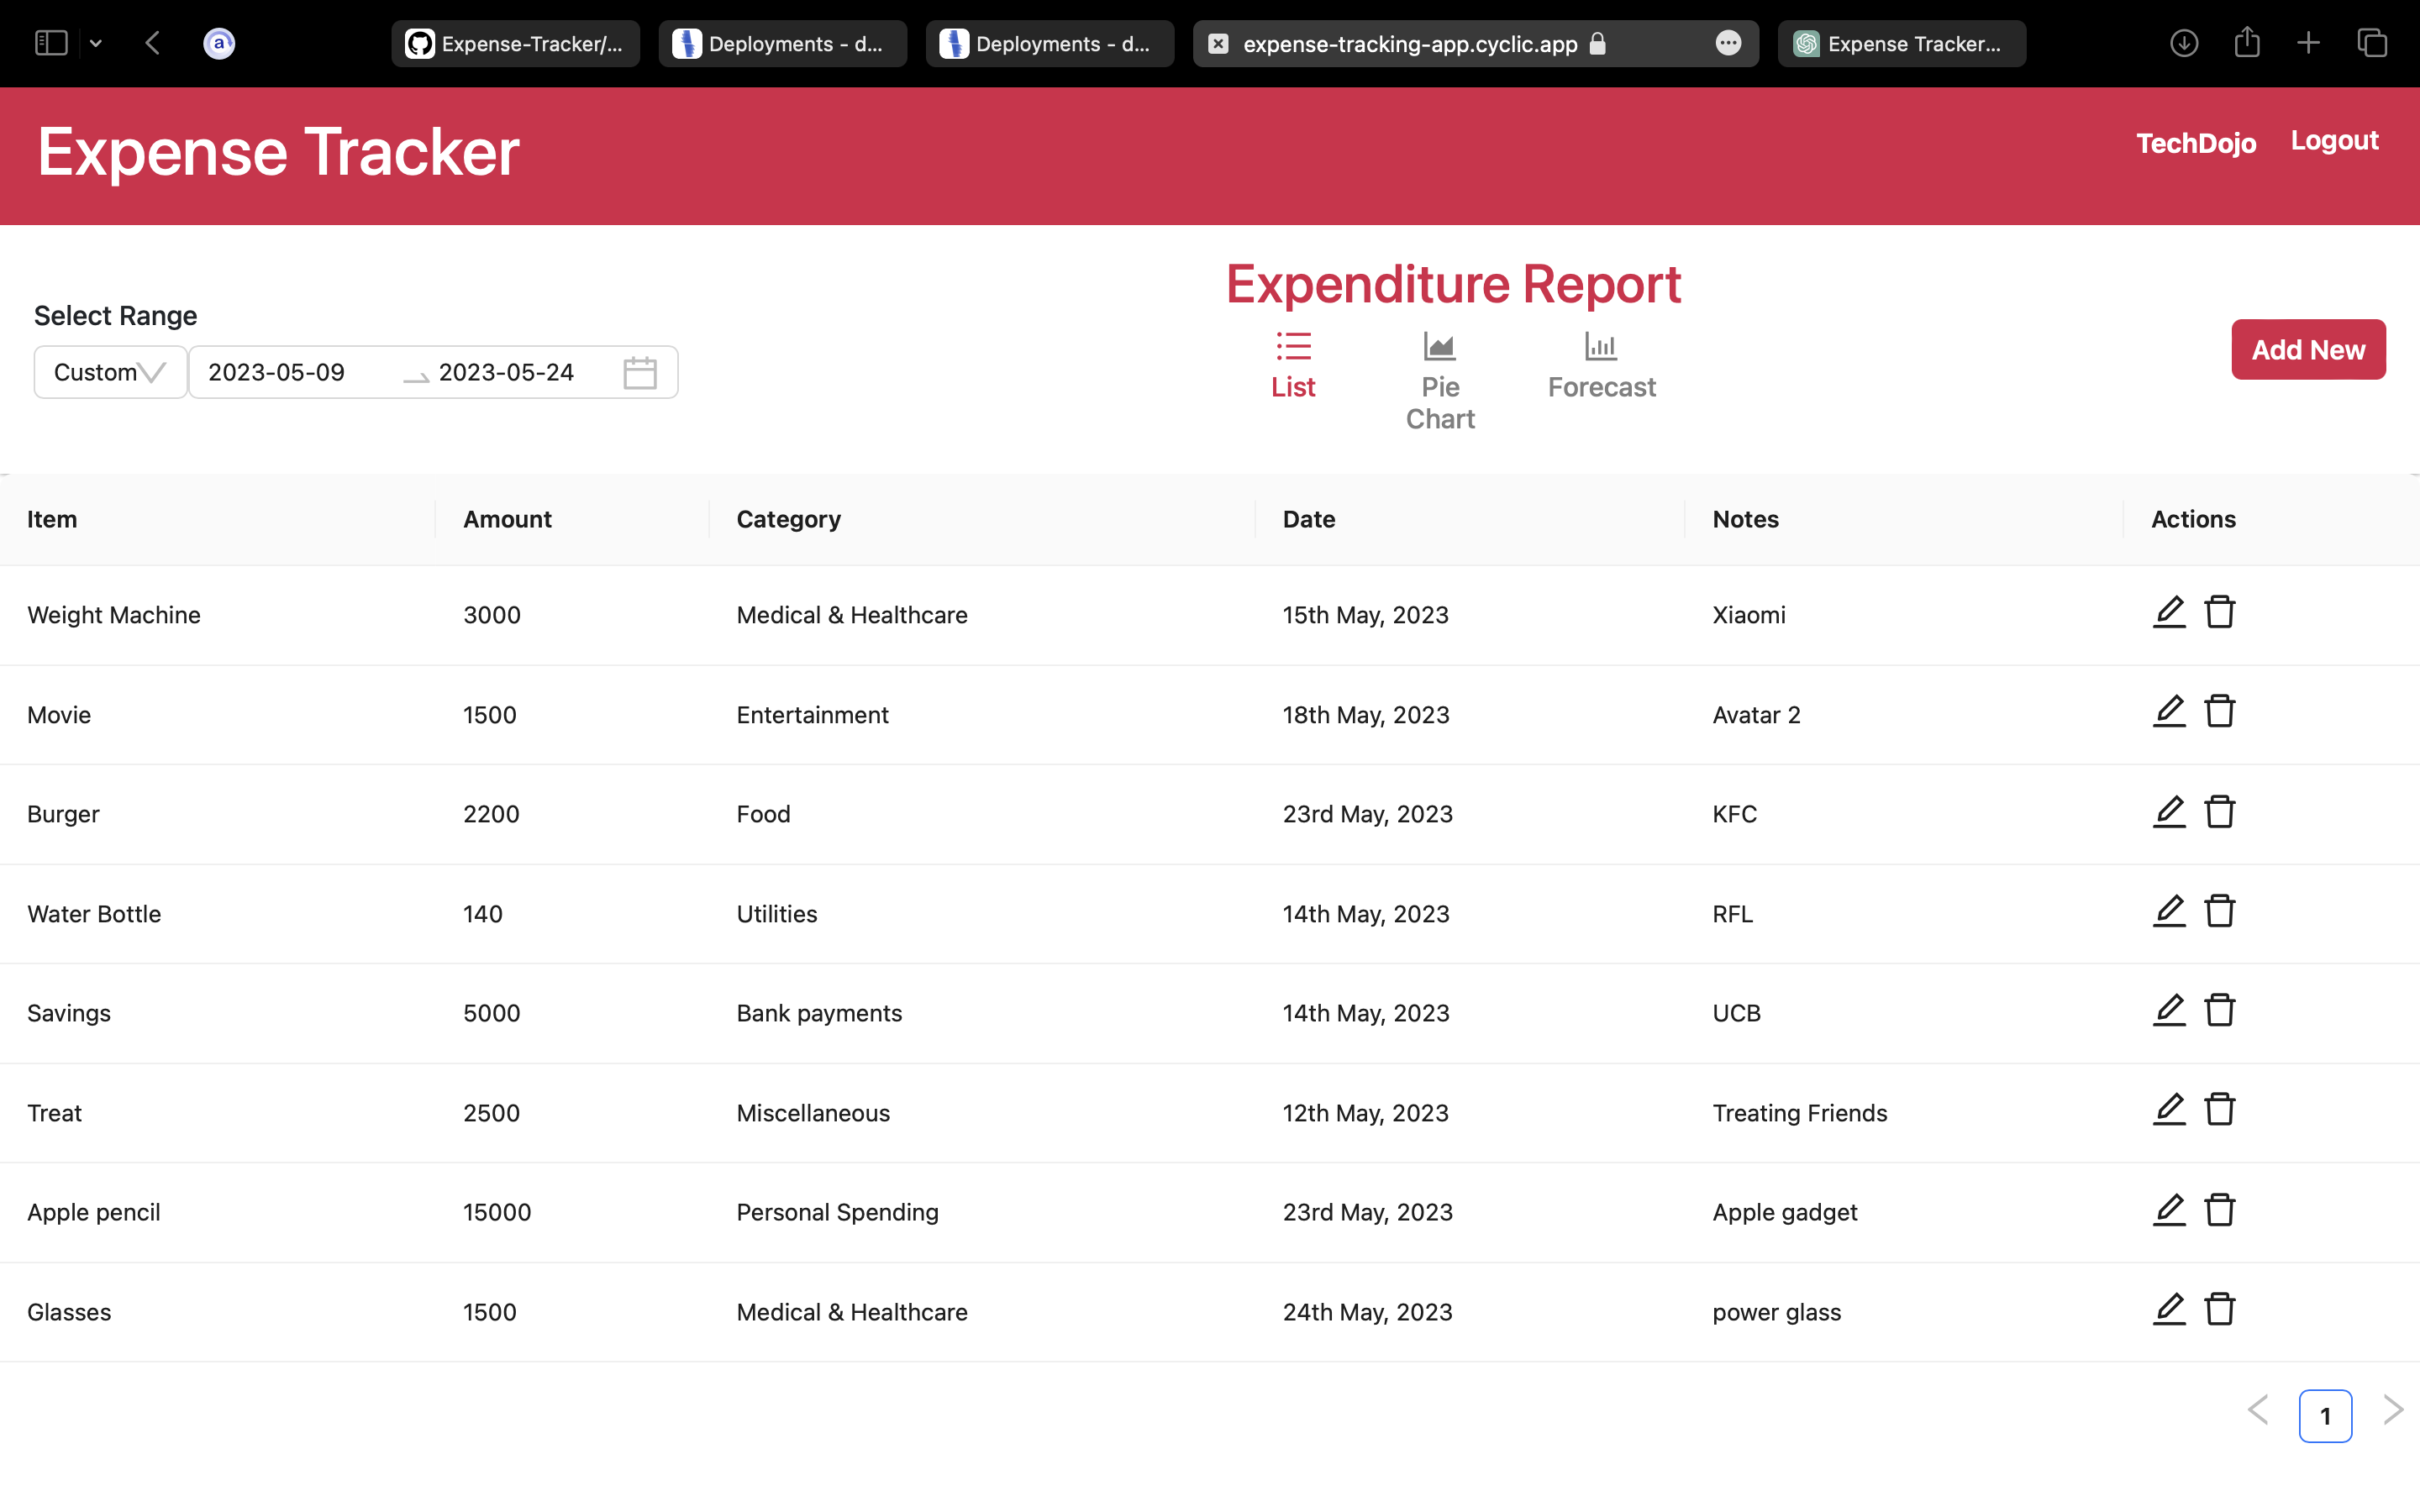 Expense-Tracker/... Deployments - d... Deployments - d... expense-tracking-app.cyclic.app Expense Tracker...
Expense Tracker TechDojo Logout
Expenditure Report
Select Range
Custom 2023-05-09 2023-05-24
List Pie Chart Forecast
Add New
Item Amount Category Date Notes Actions
Weight Machine 3000 Medical & Healthcare 15th May, 2023 Xiaomi
Movie 1500 Entertainment 18th May, 2023 Avatar 2
Burger 2200 Food 23rd May, 2023 KFC
Water Bottle 140 Utilities 14th May, 2023 RFL
Savings 5000 Bank payments 14th May, 2023 UCB
Treat 2500 Miscellaneous 12th May, 2023 Treating Friends
Apple pencil 15000 Personal Spending 23rd May, 2023 Apple gadget
Glasses 1500 Medical & Healthcare 24th May, 2023 power glass
1